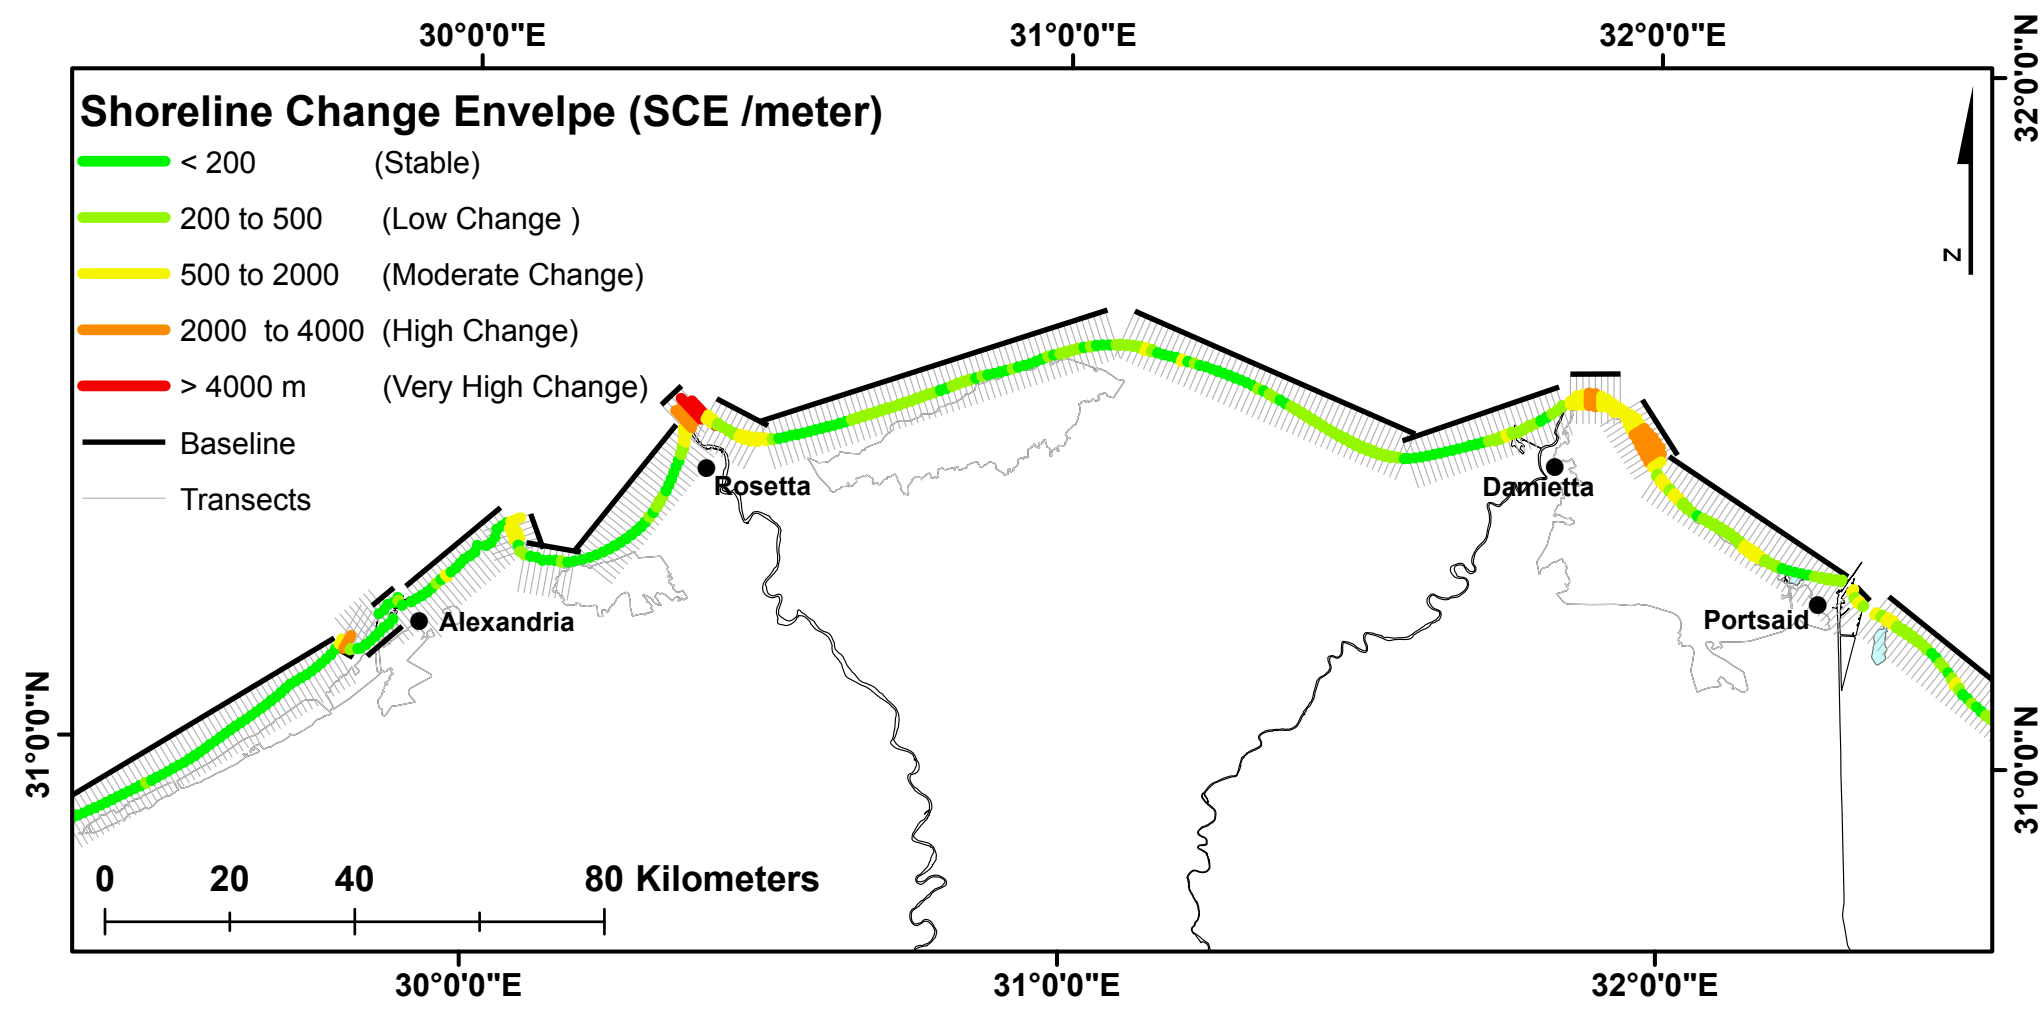 30°0'0"E 31°0'0"E 32°0'0"E
32°0'0"N
Shoreline Change Envelpe (SCE /meter)
< 200 (Stable)
200 to 500 (Low Change )
500 to 2000 (Moderate Change)
2000 to 4000 (High Change)
> 4000 m (Very High Change)
Baseline
Transects
Z
Rosetta
Damietta
Alexandria
Portsaid
31°0'0"N
31°0'0"N
0 20 40 80 Kilometers
30°0'0"E 31°0'0"E 32°0'0"E